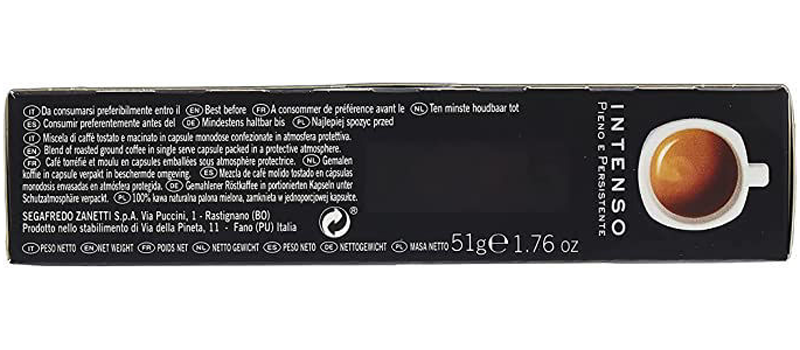 IT Da consumarsi preferibilmente entro il EN Best before FR A consommer de préférence avant le NL Ten minste houdbaar tot
ES Consumir preferentemente antes del DE Mindestens haltbar bis PL Najlepiej spozyc przed
IT Miscela di caffè tostato e macinato in capsule monodose confezionate in atmosfera protettiva.
EN Blend of roasted ground coffee in single serve capsule packed in a protective atmosphere.
FR Café torréfié et moulu en capsules emballées sous atmosphère protectrice. NL Gemalen
koffie in kapsule verpakt in beschermende omgeving. ES Mezcla de café molido tostado en cápsulas
monodosis envasadas en atmósfera protegida. DE Gemahlener Röstkaffee in portionierten Kapseln unter
Schutzatmosphäre verpackt. PL 100% kawa naturalna palona mielona, zamknieta w jednoporcjowej kapsułce.
SEGAFREDO ZANETTI S.p.A. Via Puccini, 1 - Rastignano (BO)
Prodotto nello stabilimento di Via della Pineta, 11 - Fano (PU) Italia
IT PESO NETTO EN NET WEIGHT FR POIDS NET NL NETTO GEWICHT ES PESO NETO DE NETTOGEWICHT PL MASA NETTO 51g℮ 1.76 oz
INTENSO
PIENO E PERSISTENTE